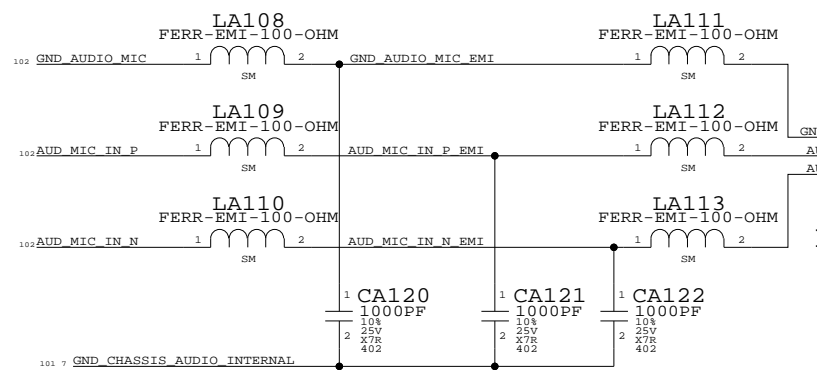 LA108
FERR-EMI-100-OHM
LA111
FERR-EMI-100-OHM
102 GND_AUDIO_MIC 1 2 GND_AUDIO_MIC_EMI 1 2
SM SM
LA109
FERR-EMI-100-OHM
LA112
FERR-EMI-100-OHM
102 AUD_MIC_IN_P 1 2 AUD_MIC_IN_P_EMI 1 2
SM SM
LA110
FERR-EMI-100-OHM
LA113
FERR-EMI-100-OHM
102 AUD_MIC_IN_N 1 2 AUD_MIC_IN_N_EMI 1 2
SM SM
1 CA120
1000PF
10%
25V
2 X7R
402
1 CA121
1000PF
10%
25V
2 X7R
402
1 CA122
1000PF
10%
25V
2 X7R
402
101 7 GND_CHASSIS_AUDIO_INTERNAL